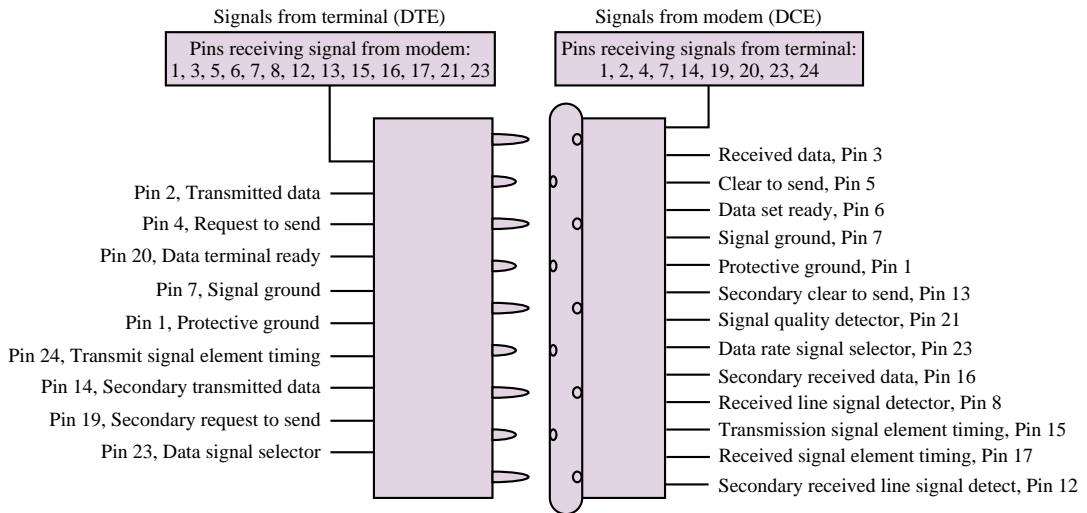 Signals from terminal (DTE)
Pins receiving signal from modem:
1, 3, 5, 6, 7, 8, 12, 13, 15, 16, 17, 21, 23
Pin 2, Transmitted data
Pin 4, Request to send
Pin 20, Data terminal ready
Pin 7, Signal ground
Pin 1, Protective ground
Pin 24, Transmit signal element timing
Pin 14, Secondary transmitted data
Pin 19, Secondary request to send
Pin 23, Data signal selector
Signals from modem (DCE)
Pins receiving signals from terminal:
1, 2, 4, 7, 14, 19, 20, 23, 24
Received data, Pin 3
Clear to send, Pin 5
Data set ready, Pin 6
Signal ground, Pin 7
Protective ground, Pin 1
Secondary clear to send, Pin 13
Signal quality detector, Pin 21
Data rate signal selector, Pin 23
Secondary received data, Pin 16
Received line signal detector, Pin 8
Transmission signal element timing, Pin 15
Received signal element timing, Pin 17
Secondary received line signal detect, Pin 12